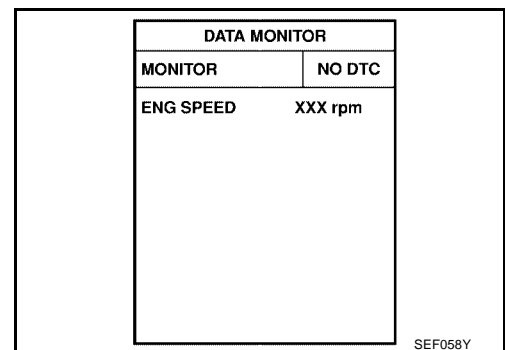 DATA MONITOR
MONITOR NO DTC
ENG SPEED XXX rpm
SEF058Y